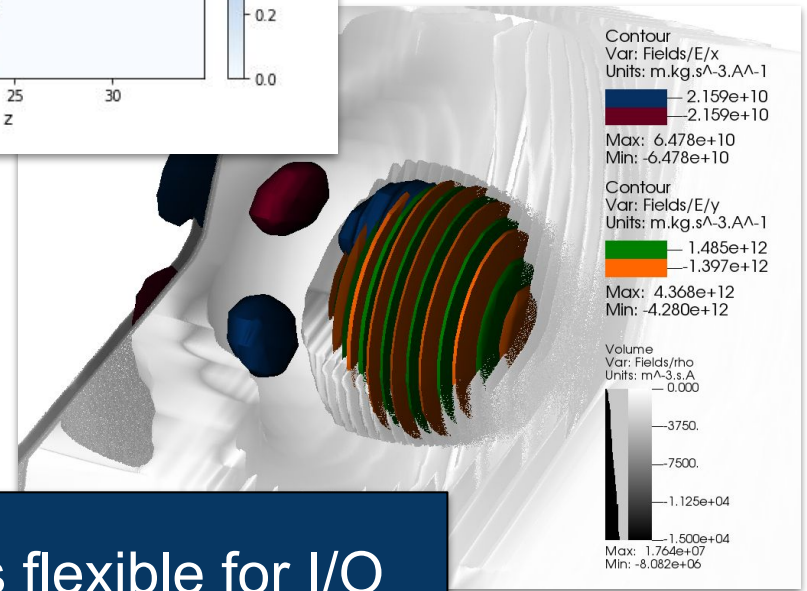 0.2
0.0
25 30
z
Contour
Var: Fields/E/x
Units: m.kg.s^-3.A^-1
2.159e+10
-2.159e+10
Max: 6.478e+10
Min: -6.478e+10
Contour
Var: Fields/E/y
Units: m.kg.s^-3.A^-1
1.485e+12
-1.397e+12
Max: 4.368e+12
Min: -4.280e+12
Volume
Var: Fields/rho
Units: m^-3.s.A
0.000
-3750.
-7500.
-1.125e+04
-1.500e+04
Max: 1.764e+07
Min: -8.082e+06
s flexible for I/O